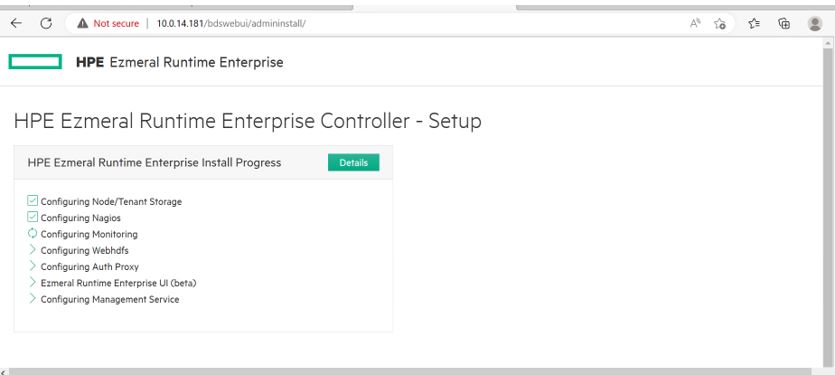 Not secure | 10.0.14.181/bdswebui/admininstall/
HPE Ezmeral Runtime Enterprise
HPE Ezmeral Runtime Enterprise Controller - Setup
HPE Ezmeral Runtime Enterprise Install Progress Details
Configuring Node/Tenant Storage
Configuring Nagios
Configuring Monitoring
Configuring Webhdfs
Configuring Auth Proxy
Ezmeral Runtime Enterprise UI (beta)
Configuring Management Service